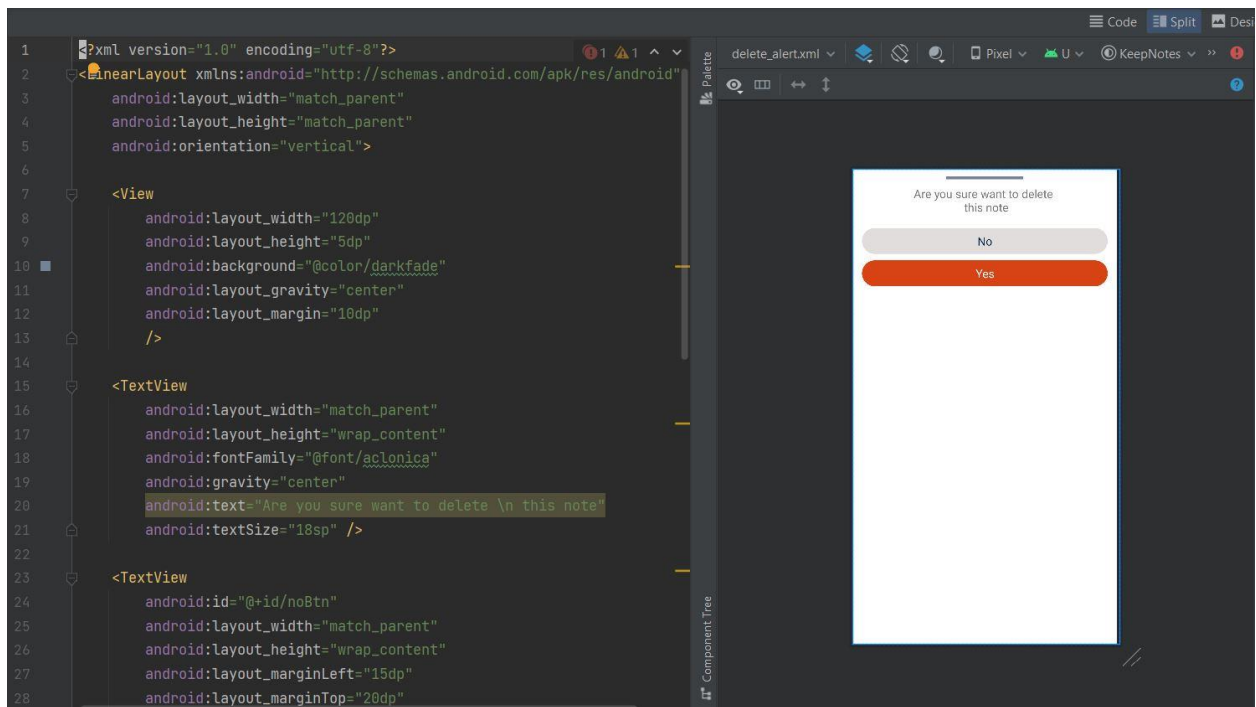 Code Split Desi
1 <?xml version="1.0" encoding="utf-8"?> 1 1
2 <LinearLayout xmlns:android="http://schemas.android.com/apk/res/android"
3 android:layout_width="match_parent"
4 android:layout_height="match_parent"
5 android:orientation="vertical">
6
7 <View
8 android:layout_width="120dp"
9 android:layout_height="5dp"
10 android:background="@color/darkfade"
11 android:layout_gravity="center"
12 android:layout_margin="10dp"
13 />
14
15 <TextView
16 android:layout_width="match_parent"
17 android:layout_height="wrap_content"
18 android:fontFamily="@font/aclonica"
19 android:gravity="center"
20 android:text="Are you sure want to delete \n this note"
21 android:textSize="18sp" />
22
23 <TextView
24 android:id="@+id/noBtn"
25 android:layout_width="match_parent"
26 android:layout_height="wrap_content"
27 android:layout_marginLeft="15dp"
28 android:layout_marginTop="20dp"
Palette
Component Tree
delete_alert.xml Pixel U KeepNotes »
Are you sure want to delete
this note
No
Yes